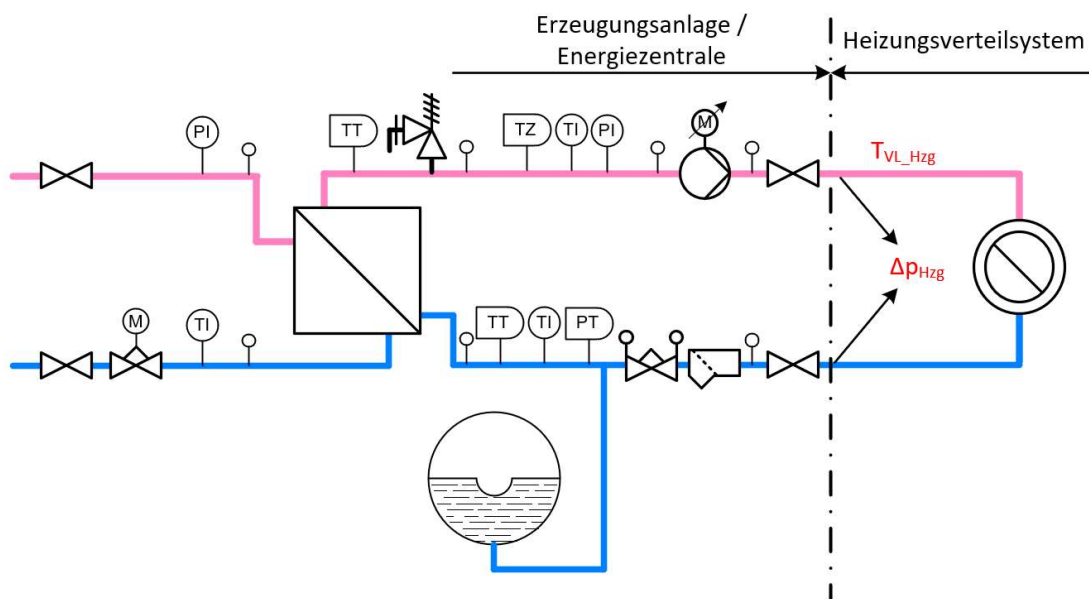 Erzeugungsanlage /
Energiezentrale
Heizungsverteilsystem
PI
TT
TZ
TI
PI
M
T_VL_Hzg
Δp_Hzg
M
TI
TT
TI
PT